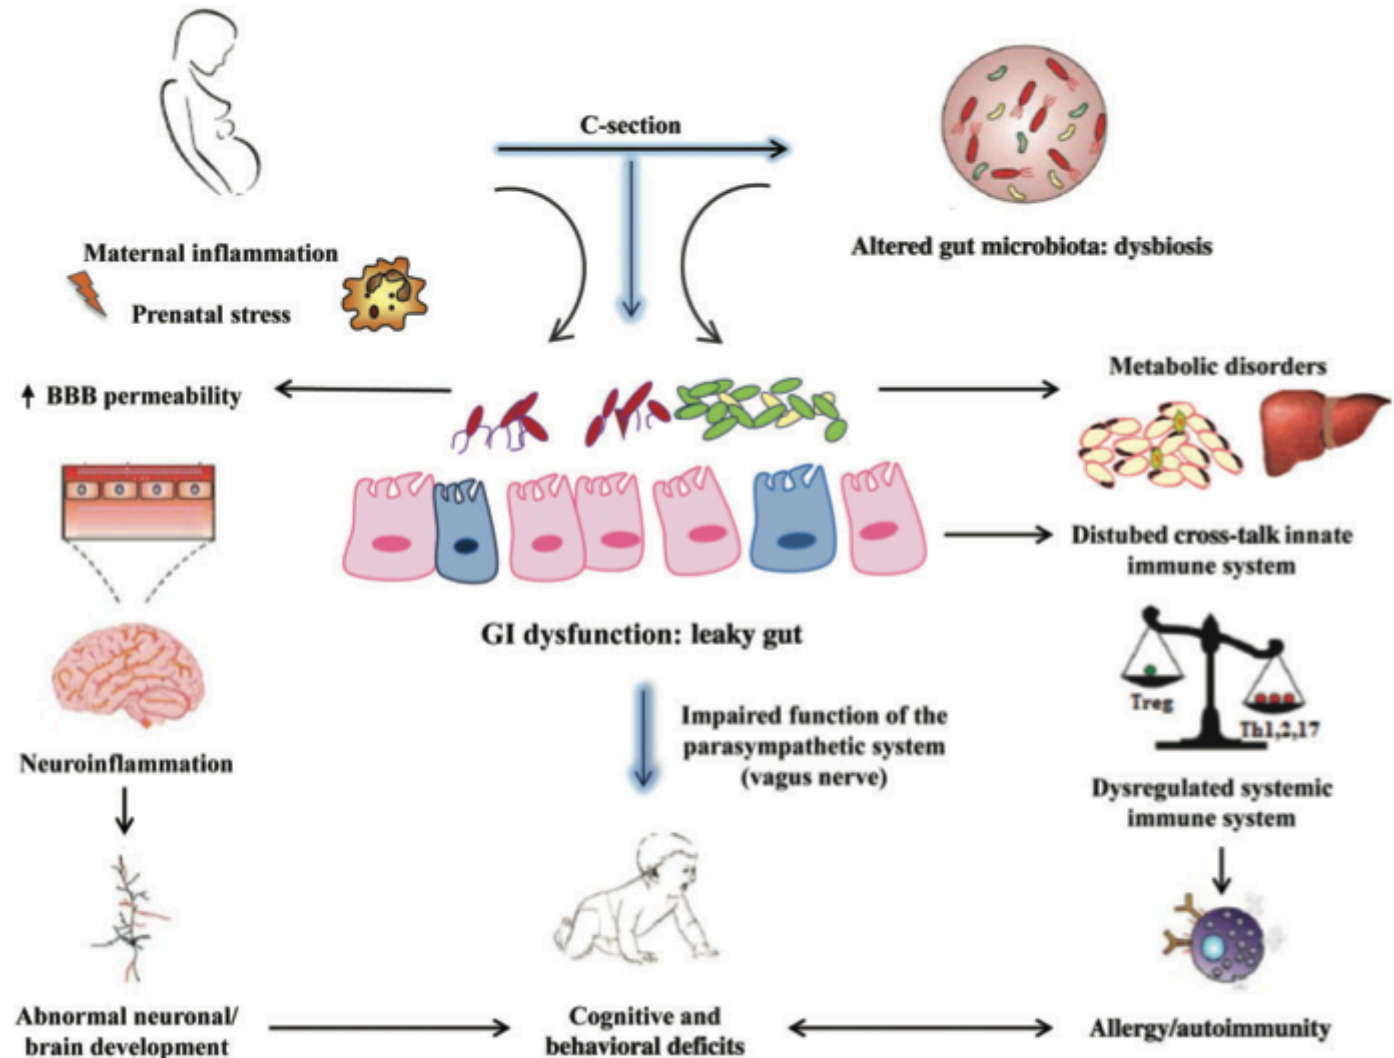 C-section
Maternal inflammation
Prenatal stress
Altered gut microbiota: dysbiosis
↑ BBB permeability
Metabolic disorders
Distubed cross-talk innate
immune system
GI dysfunction: leaky gut
Treg
Th1,2,17
Impaired function of the
parasympathetic system
(vagus nerve)
Neuroinflammation
Dysregulated systemic
immune system
Abnormal neuronal/
brain development
Cognitive and
behavioral deficits
Allergy/autoimmunity